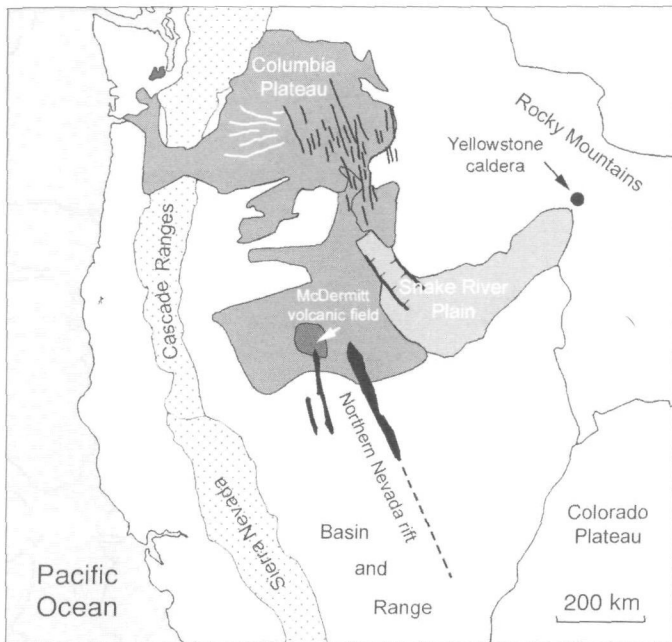 Columbia
Plateau
Rocky Mountains
Yellowstone
caldera
Cascade Ranges
Snake River
Plain
McDermitt
volcanic field
Northern Nevada rift
Sierra Nevada
Basin
and
Range
Colorado
Plateau
Pacific
Ocean
200 km